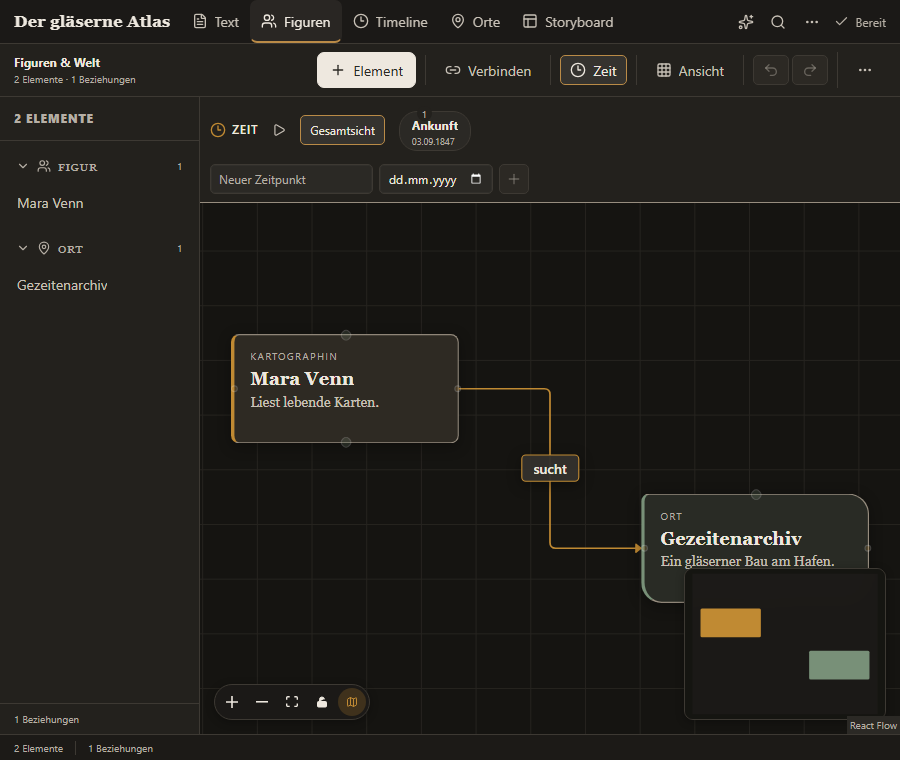 Der gläserne Atlas
Text
Figuren
Timeline
Orte
Storyboard
Bereit
Figuren & Welt
2 Elemente · 1 Beziehungen
Element
Verbinden
Zeit
Ansicht
2 ELEMENTE
FIGUR
1
Mara Venn
ORT
1
Gezeitenarchiv
ZEIT
Gesamtsicht
1
Ankunft
03.09.1847
Neuer Zeitpunkt
dd.mm.yyyy
KARTOGRAPHIN
Mara Venn
Liest lebende Karten.
sucht
ORT
Gezeitenarchiv
Ein gläserner Bau am Hafen.
React Flow
1 Beziehungen
2 Elemente
1 Beziehungen